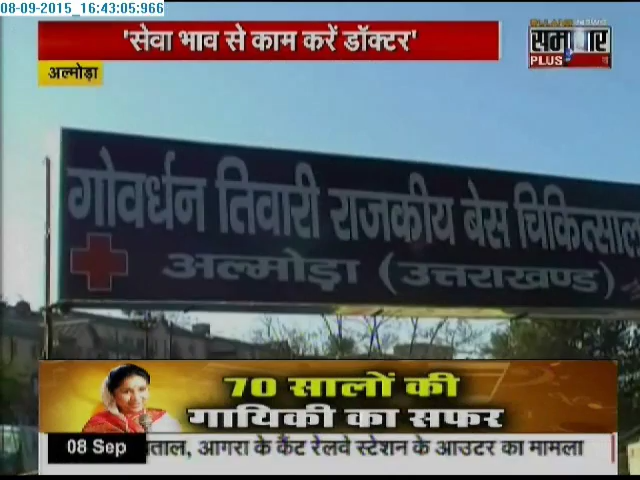 08-09-2015_16:43:05:966
'सेवा भाव से काम करें डॉक्टर'
समाचार
PLUS
अल्मोड़ा
गोवर्धन तिवारी राजकीय बेस चिकित्साल
अल्मोड़ा (उत्तराखण्ड)
70 सालों की
गायिकी का सफर
08 Sep
पताल, आगरा के कैंट रेलवे स्टेशन के आउटर का मामला